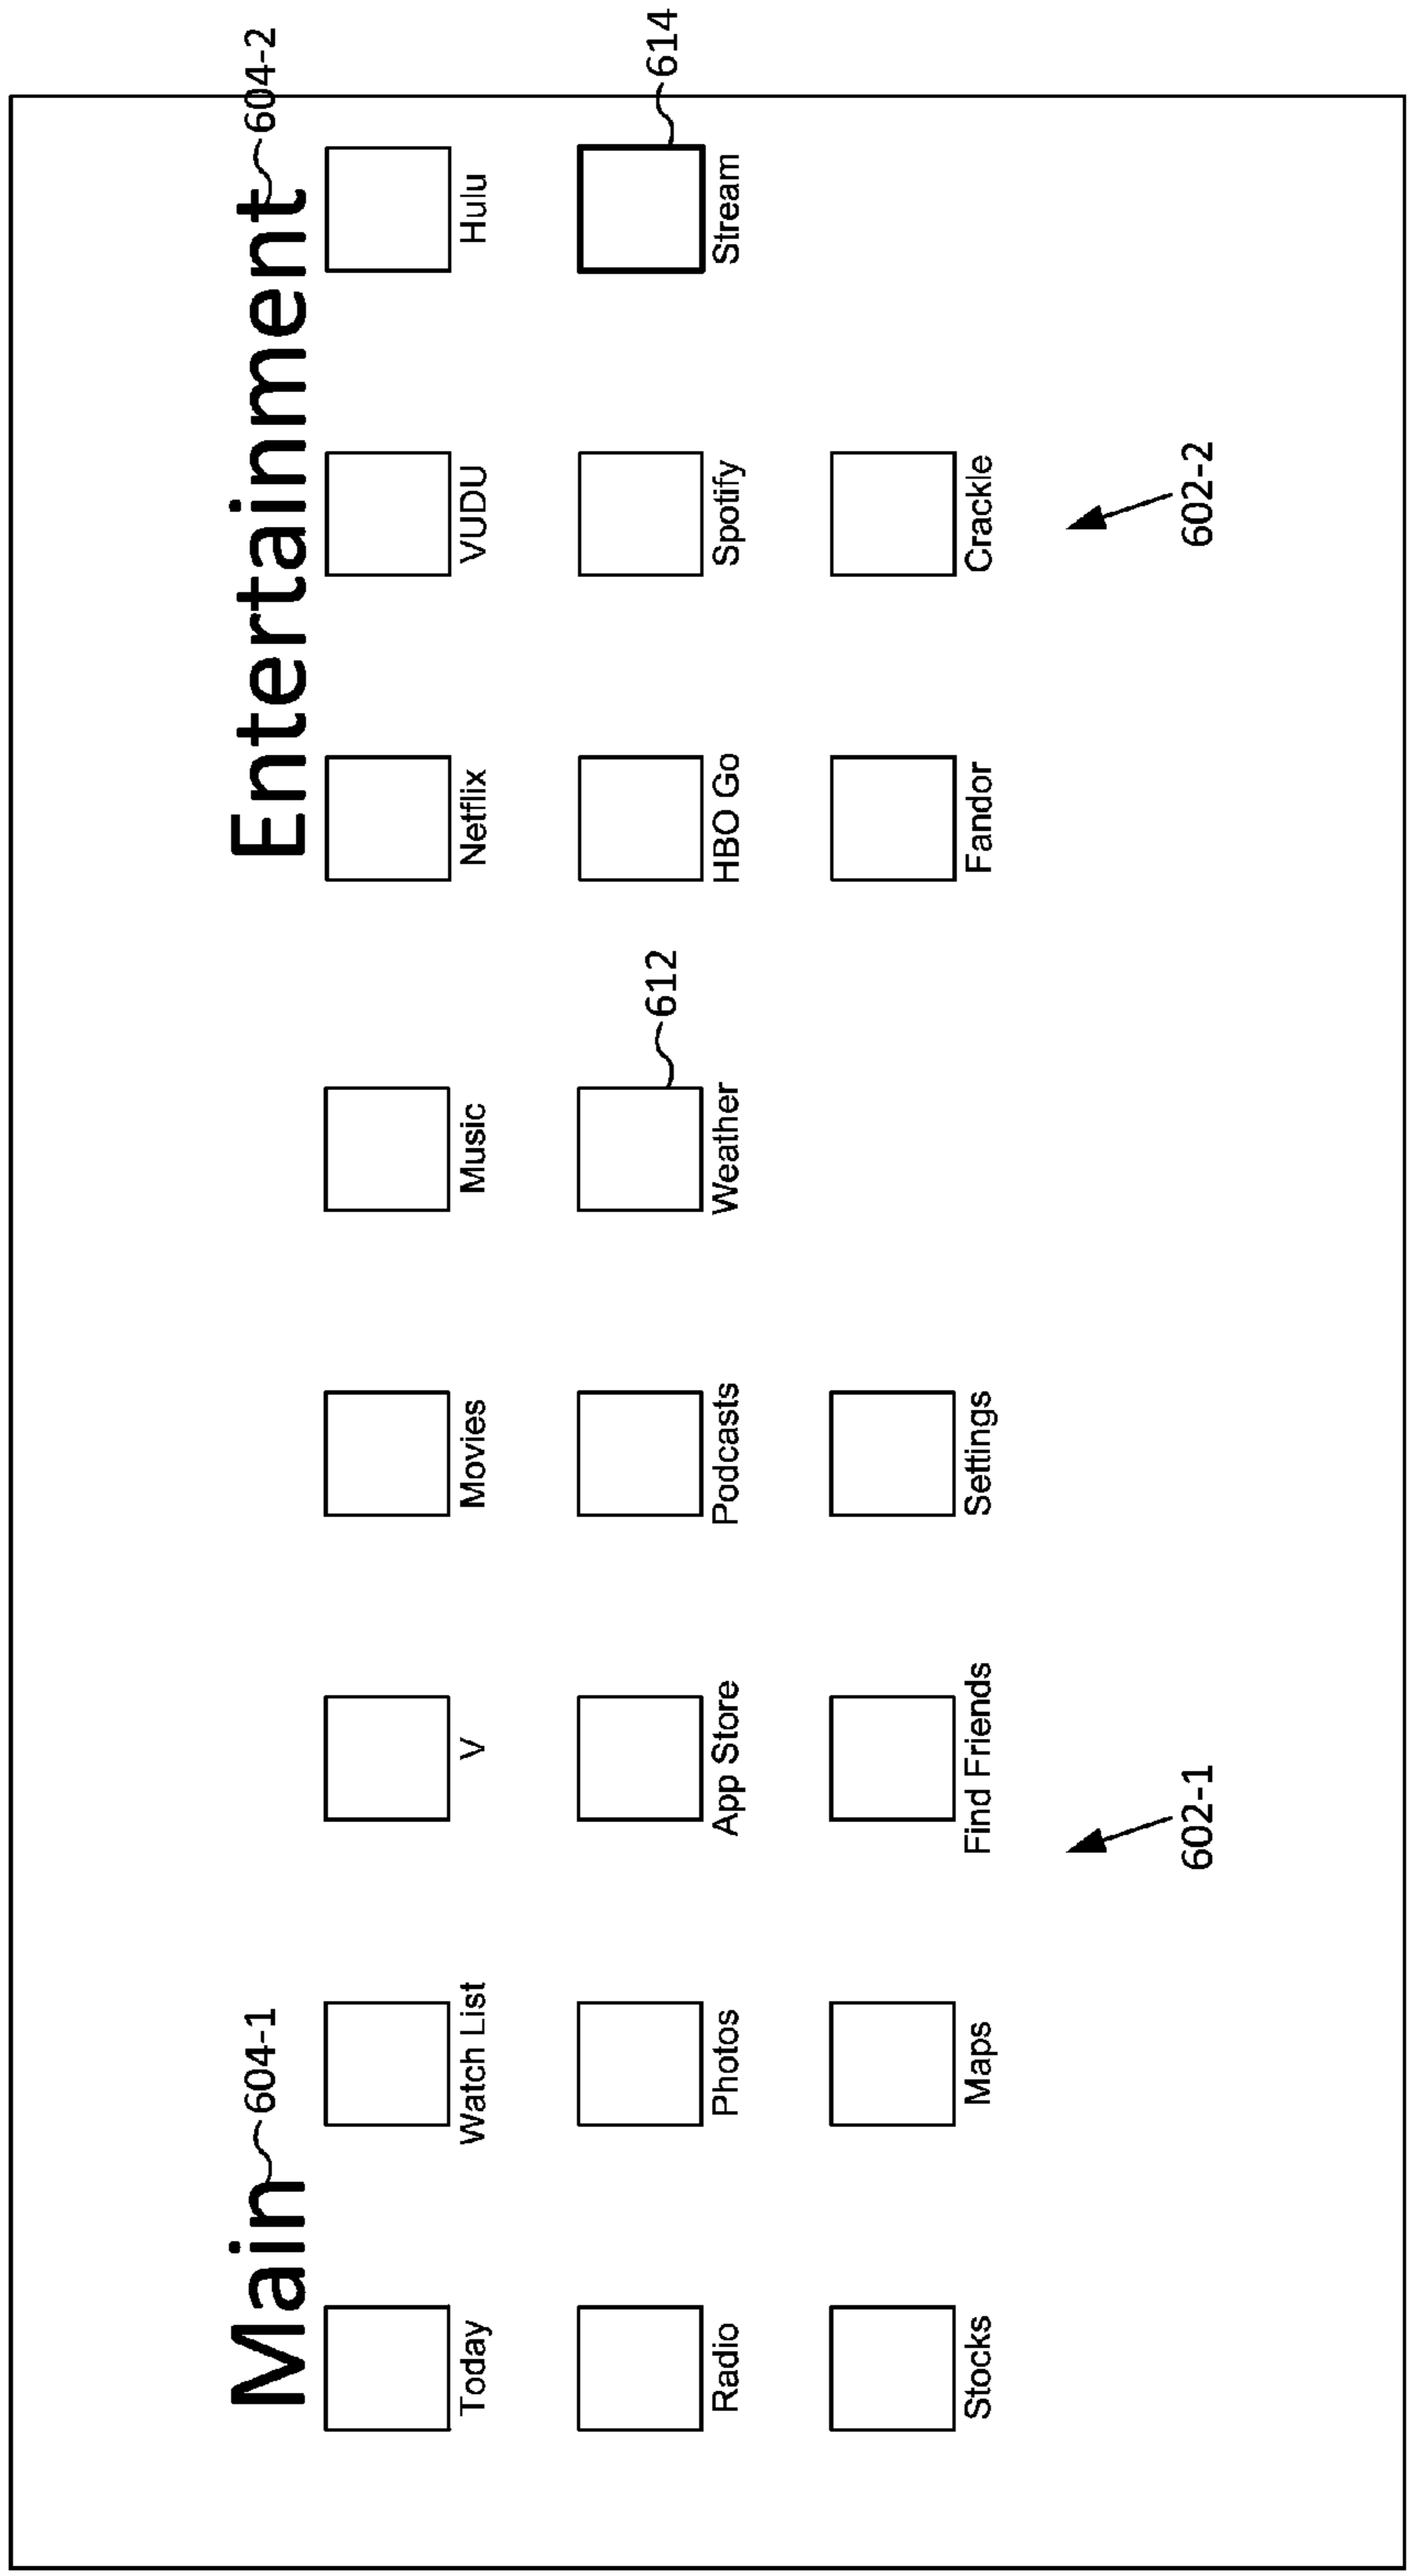 Main 604-1 Entertainment 604-2
Today Watch List V Movies Music Netflix VUDU Hulu
612 614
Radio Photos App Store Podcasts Weather HBO Go Spotify Stream
Stocks Maps Find Friends Settings Fandor Crackle
602-1 602-2